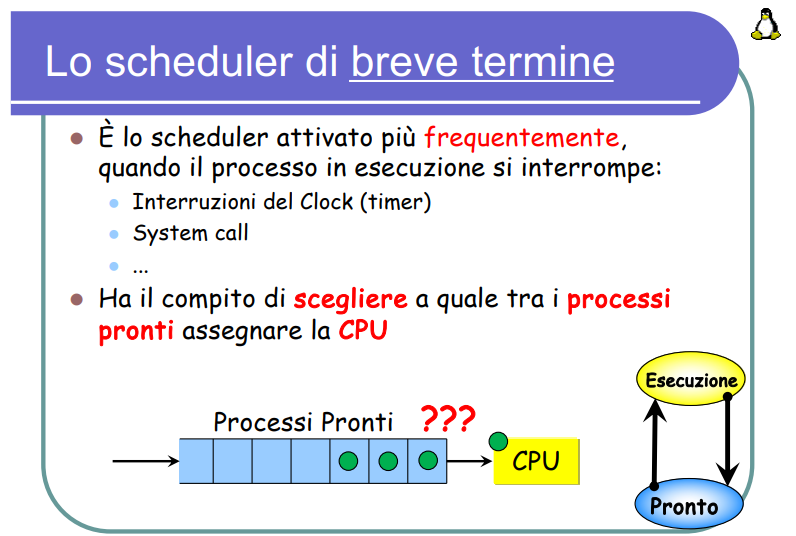 Lo scheduler di breve termine
È lo scheduler attivato più frequentemente,
quando il processo in esecuzione si interrompe:
Interruzioni del Clock (timer)
System call
...
Ha il compito di scegliere a quale tra i processi
pronti assegnare la CPU
Processi Pronti ???
CPU
Esecuzione
Pronto